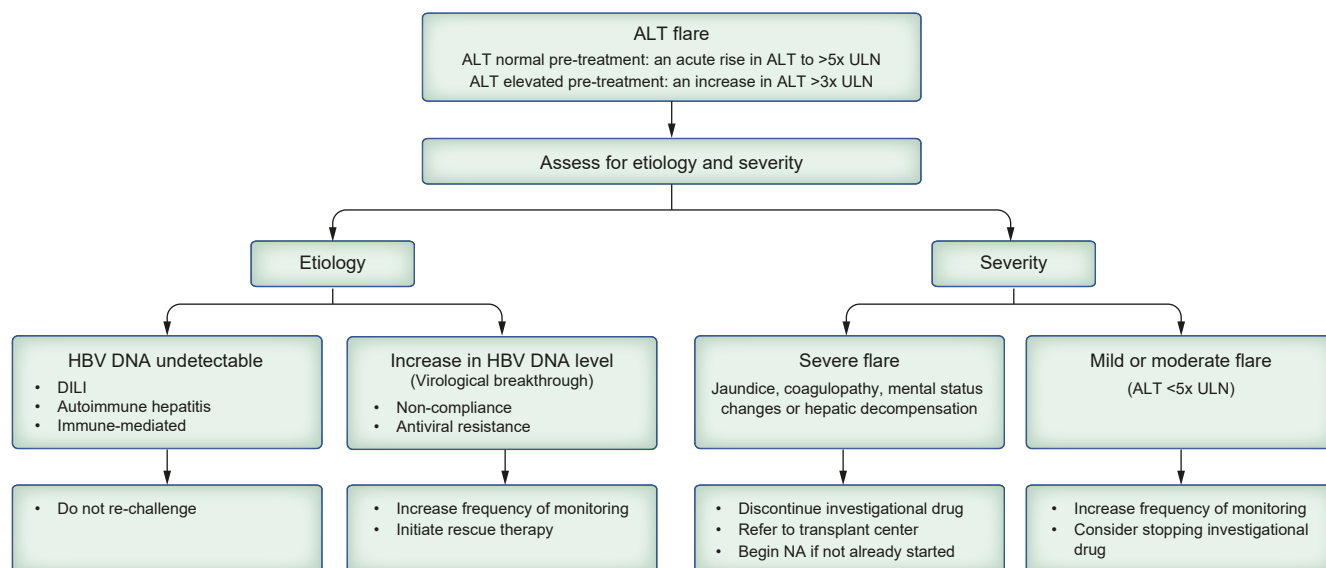 ALT flare
ALT normal pre-treatment: an acute rise in ALT to >5x ULN
ALT elevated pre-treatment: an increase in ALT >3x ULN
Assess for etiology and severity
Etiology
Severity
HBV DNA undetectable
• DILI
• Autoimmune hepatitis
• Immune-mediated
Increase in HBV DNA level
(Virological breakthrough)
• Non-compliance
• Antiviral resistance
Severe flare
Jaundice, coagulopathy, mental status
changes or hepatic decompensation
Mild or moderate flare
(ALT <5x ULN)
• Do not re-challenge
• Increase frequency of monitoring
• Initiate rescue therapy
• Discontinue investigational drug
• Refer to transplant center
• Begin NA if not already started
• Increase frequency of monitoring
• Consider stopping investigational
drug